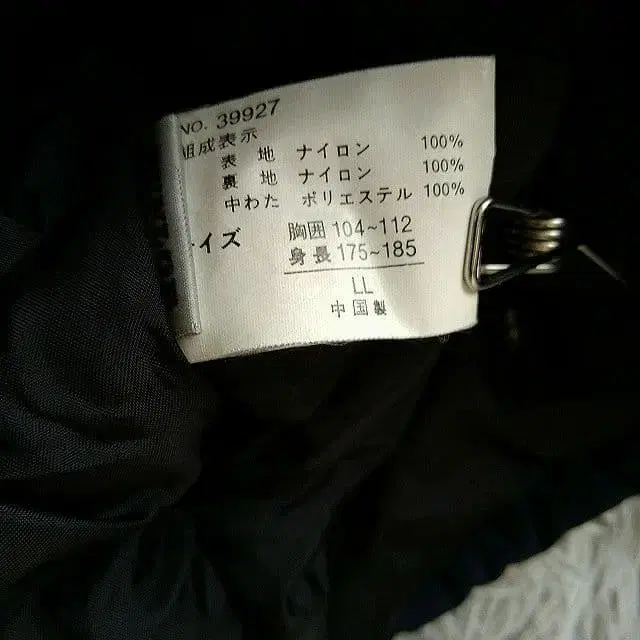 NO. 39927
組成表示
表 地 ナイロン 100%
裏 地 ナイロン 100%
中わた ポリエステル 100%
イズ 胸囲 104~112
身長 175~185
LL
中国製